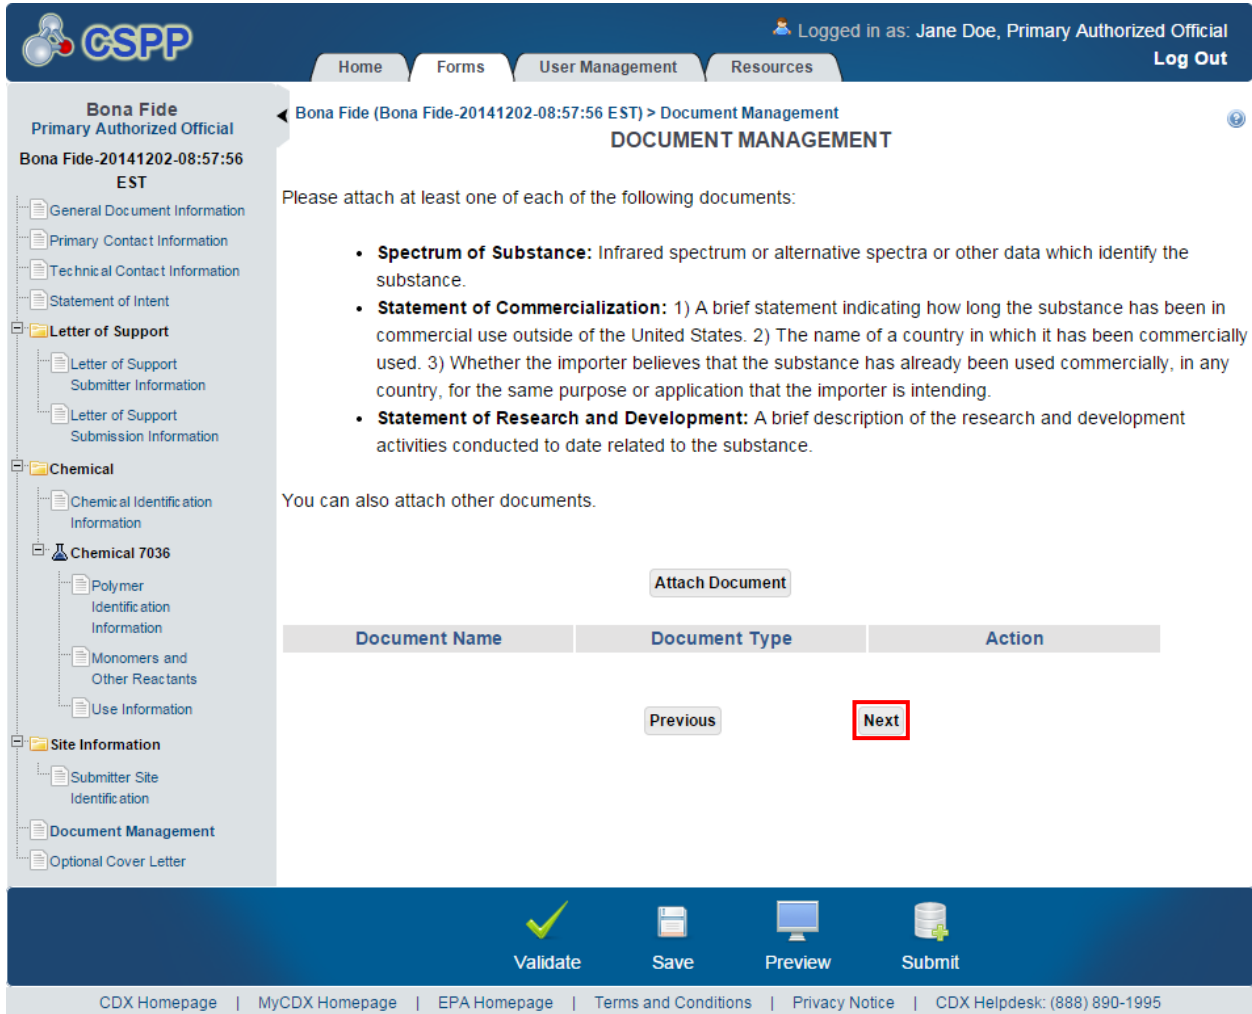 CSPP
Logged in as: Jane Doe, Primary Authorized Official
Log Out
Home
Forms
User Management
Resources
Bona Fide
Primary Authorized Official
Bona Fide-20141202-08:57:56
EST
General Document Information
Primary Contact Information
Technical Contact Information
Statement of Intent
Letter of Support
Letter of Support
Submitter Information
Letter of Support
Submission Information
Chemical
Chemical Identification
Information
Chemical 7036
Polymer
Identification
Information
Monomers and
Other Reactants
Use Information
Site Information
Submitter Site
Identification
Document Management
Optional Cover Letter
Bona Fide (Bona Fide-20141202-08:57:56 EST) > Document Management
DOCUMENT MANAGEMENT
Please attach at least one of each of the following documents:
• Spectrum of Substance: Infrared spectrum or alternative spectra or other data which identify the
substance.
• Statement of Commercialization: 1) A brief statement indicating how long the substance has been in
commercial use outside of the United States. 2) The name of a country in which it has been commercially
used. 3) Whether the importer believes that the substance has already been used commercially, in any
country, for the same purpose or application that the importer is intending.
• Statement of Research and Development: A brief description of the research and development
activities conducted to date related to the substance.
You can also attach other documents.
Attach Document
Document Name Document Type Action
Previous Next
Validate Save Preview Submit
CDX Homepage | MyCDX Homepage | EPA Homepage | Terms and Conditions | Privacy Notice | CDX Helpdesk: (888) 890-1995